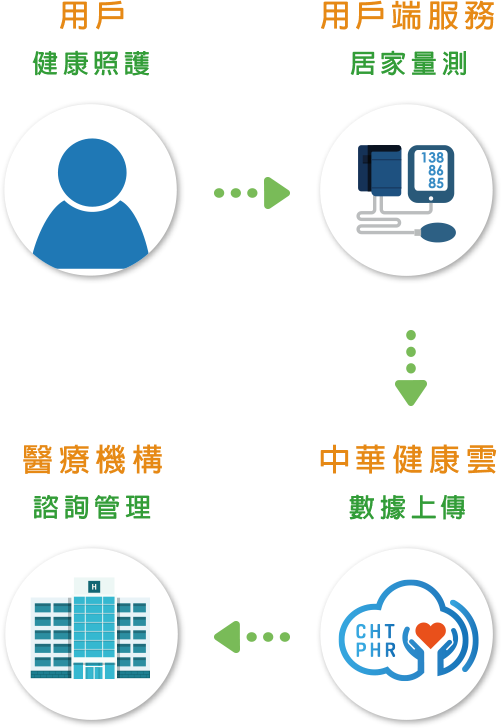 用戶
健康照護
用戶端服務
居家量測
138
86
85
醫療機構
諮詢管理
H
中華健康雲
數據上傳
CHT
PHR